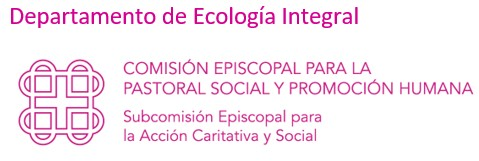 Departamento de Ecología Integral
COMISIÓN EPISCOPAL PARA LA
PASTORAL SOCIAL Y PROMOCIÓN HUMANA
Subcomisión Episcopal para
la Acción Caritativa y Social